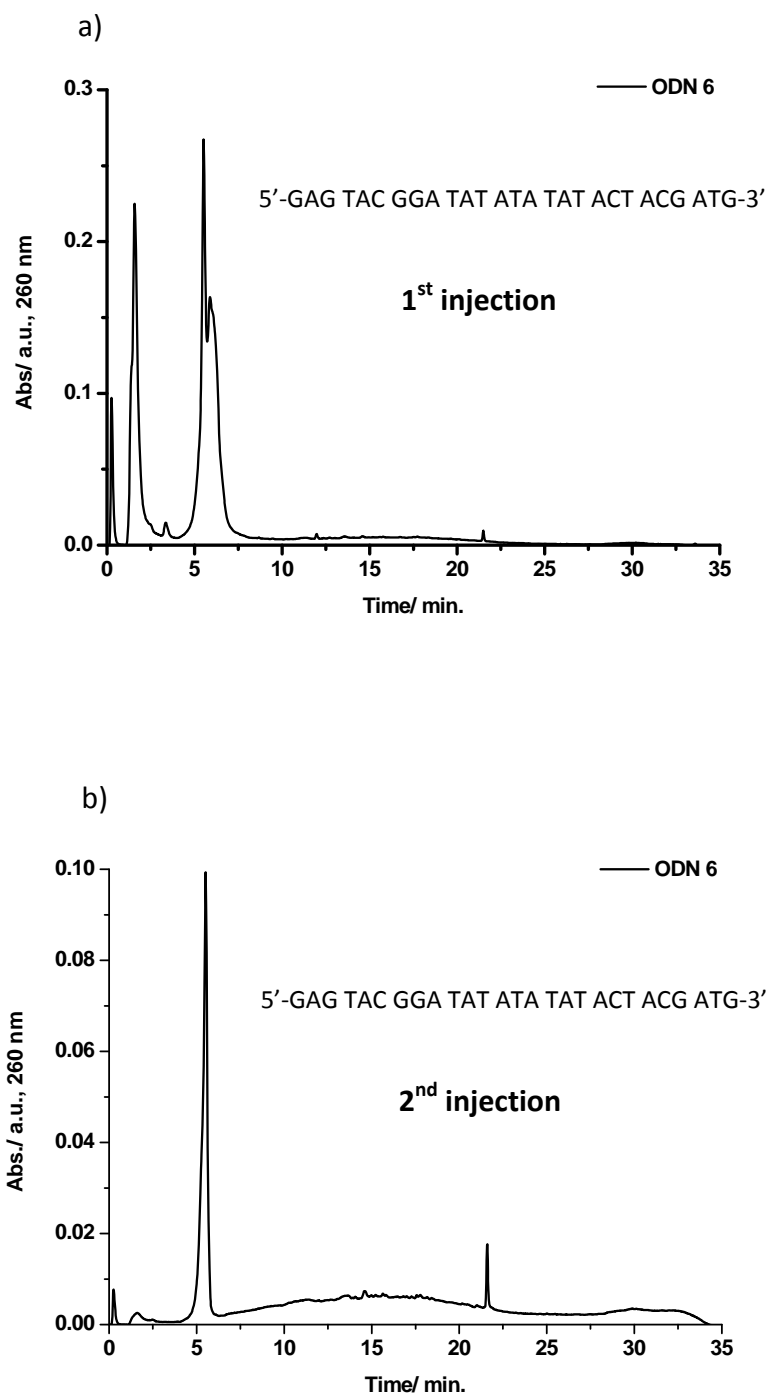 a)
ODN 6
5’-GAG TAC GGA TAT ATA TAT ACT ACG ATG-3’
1st injection
Abs/ a.u., 260 nm
0.3
0.2
0.1
0.0
0 5 10 15 20 25 30 35
Time/ min.
b)
ODN 6
5’-GAG TAC GGA TAT ATA TAT ACT ACG ATG-3’
2nd injection
Abs./ a.u., 260 nm
0.10
0.08
0.06
0.04
0.02
0.00
0 5 10 15 20 25 30 35
Time/ min.